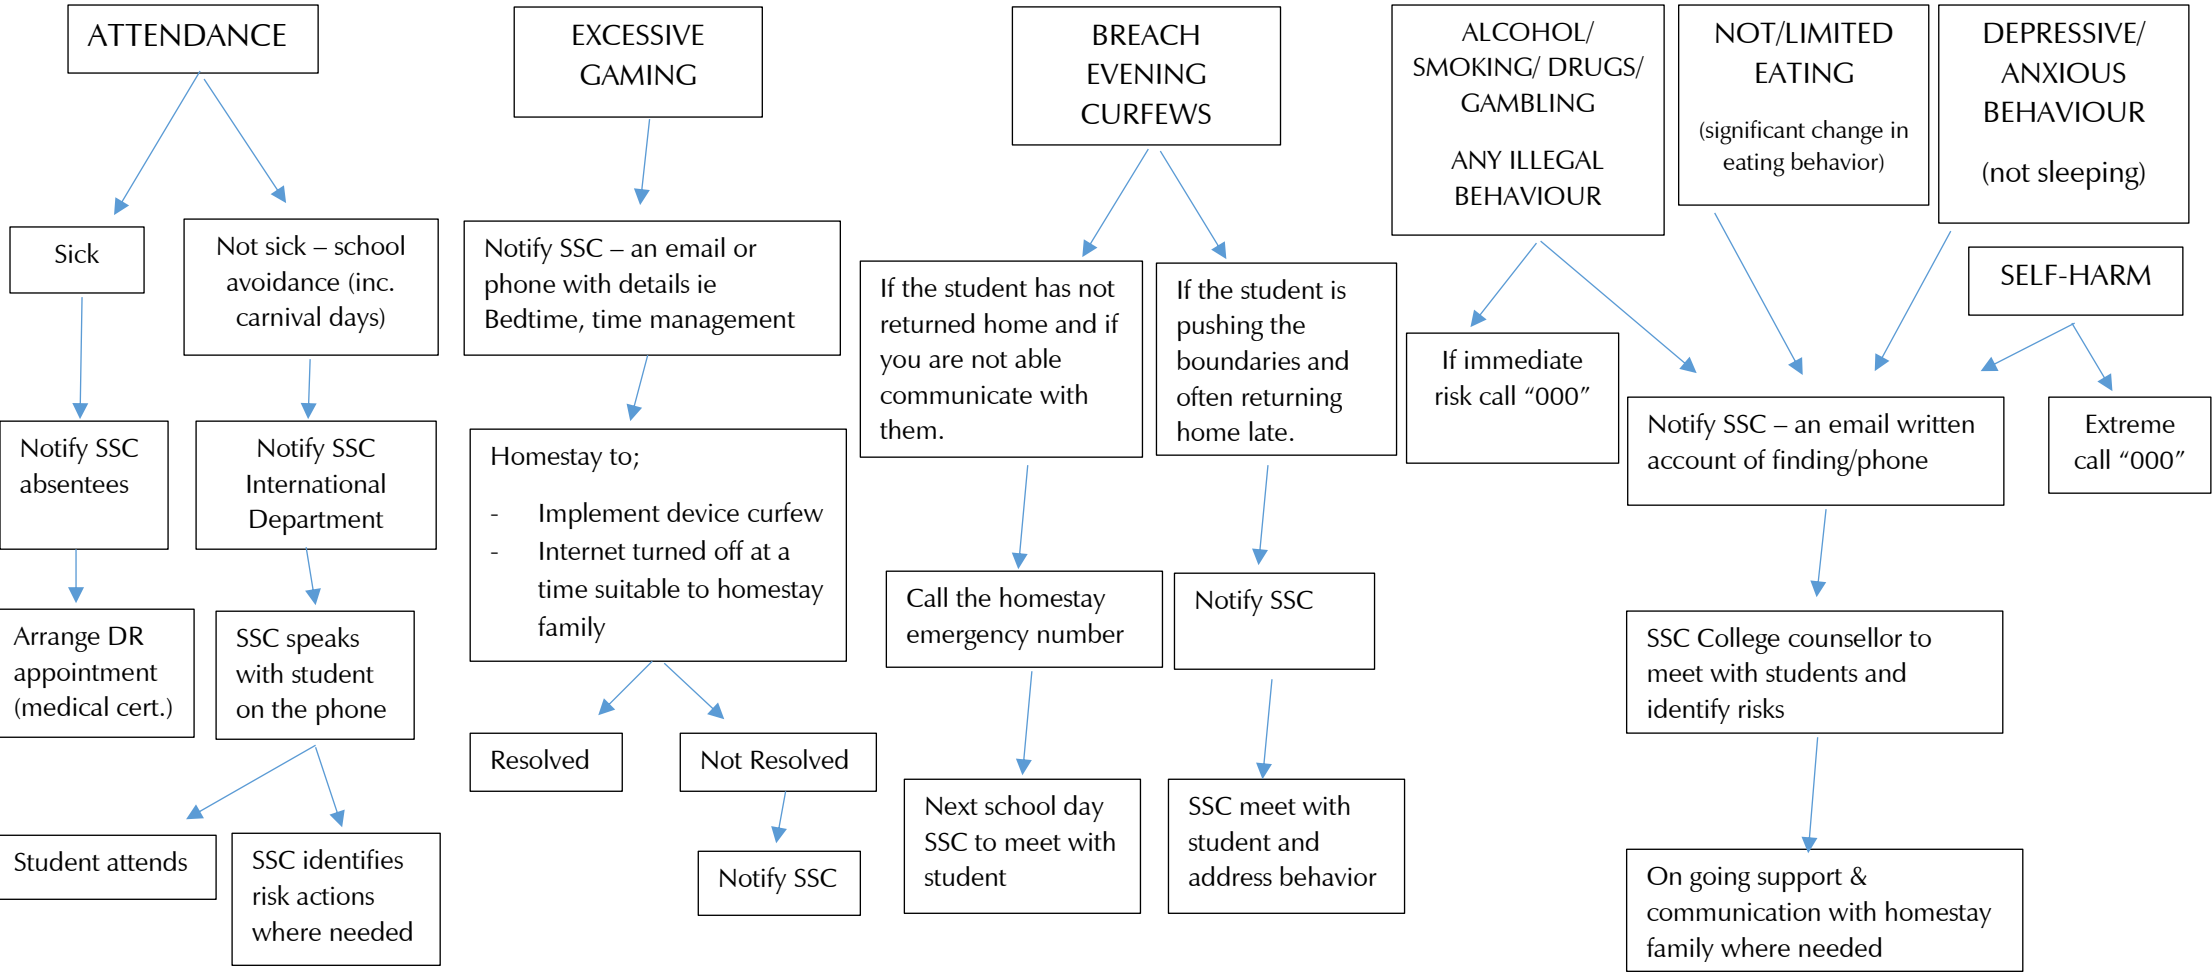 ATTENDANCE
Sick
Not sick – school
avoidance (inc.
carnival days)
Notify SSC
absentees
Notify SSC
International
Department
Arrange DR
appointment
(medical cert.)
SSC speaks
with student
on the phone
Student attends
SSC identifies
risk actions
where needed
EXCESSIVE
GAMING
Notify SSC – an email or
phone with details ie
Bedtime, time management
Homestay to;
- Implement device curfew
- Internet turned off at a
time suitable to homestay
family
Resolved
Not Resolved
Notify SSC
BREACH
EVENING
CURFEWS
If the student has not
returned home and if
you are not able
communicate with
them.
If the student is
pushing the
boundaries and
often returning
home late.
Call the homestay
emergency number
Notify SSC
Next school day
SSC to meet with
student
SSC meet with
student and
address behavior
ALCOHOL/
SMOKING/ DRUGS/
GAMBLING
ANY ILLEGAL
BEHAVIOUR
NOT/LIMITED
EATING
(significant change in
eating behavior)
DEPRESSIVE/
ANXIOUS
BEHAVIOUR
(not sleeping)
SELF-HARM
If immediate
risk call “000”
Notify SSC – an email written
account of finding/phone
Extreme
call “000”
SSC College counsellor to
meet with students and
identify risks
On going support &
communication with homestay
family where needed